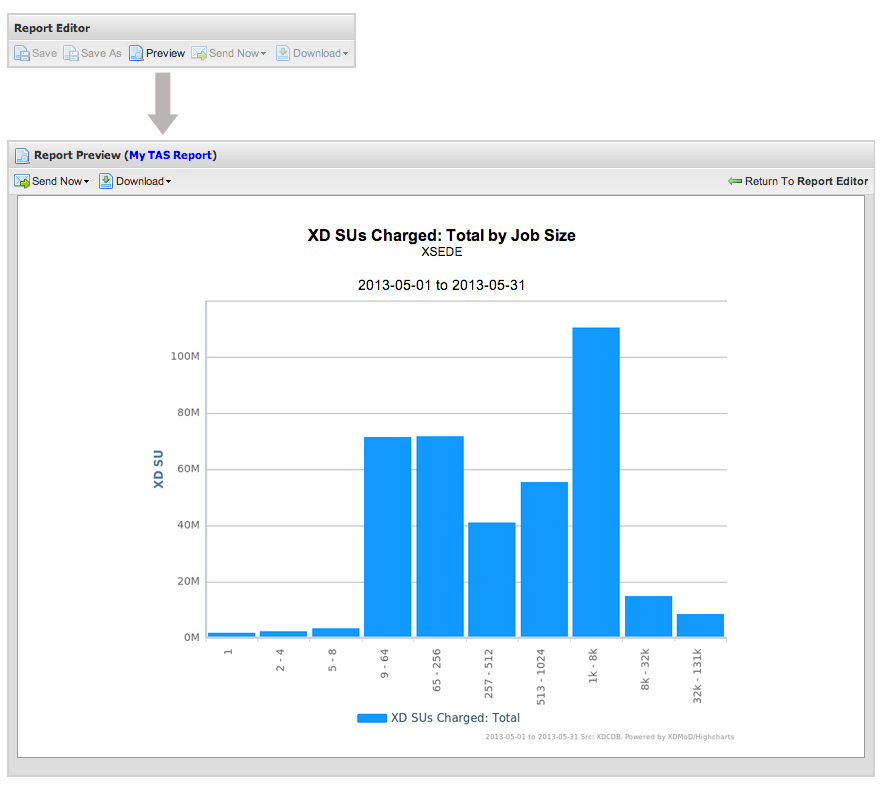 Report Editor
Save Save As Preview Send Now Download
Report Preview (My TAS Report)
Send Now Download Return To Report Editor
XD SUs Charged: Total by Job Size
XSEDE
2013-05-01 to 2013-05-31
100M
80M
60M
40M
20M
0M
XD SU
1
2 - 4
5 - 8
9 - 64
65 - 256
257 - 512
513 - 1024
1k - 8k
8k - 32k
32k - 131k
XD SUs Charged: Total
2013-05-01 to 2013-05-31 Src: XDCDB. Powered by XDMoD/Highcharts